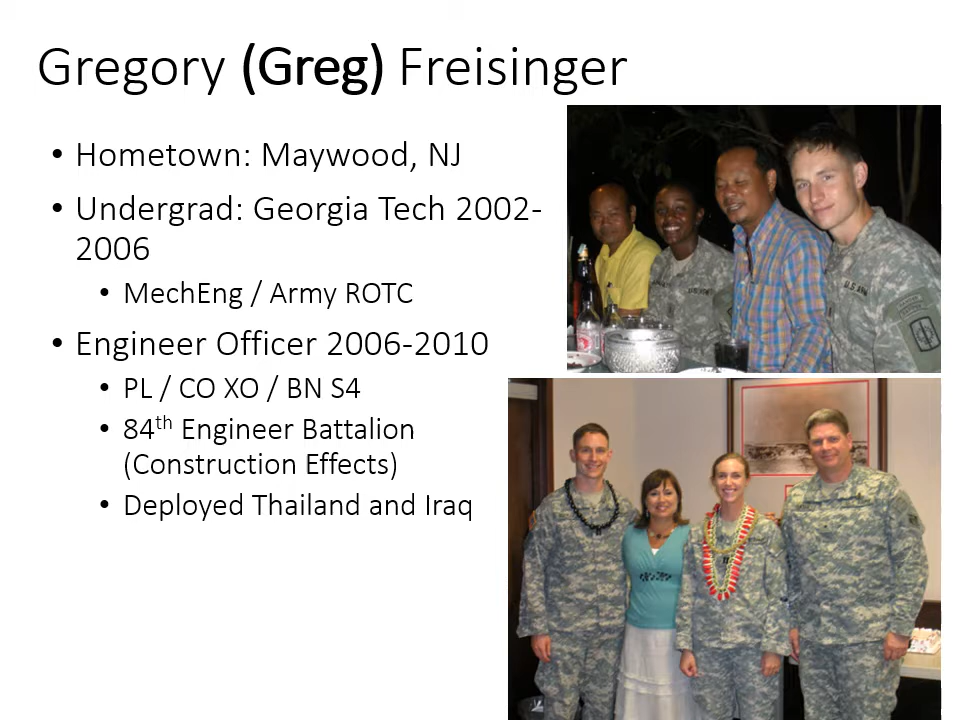 Gregory (Greg) Freisinger
• Hometown: Maywood, NJ
• Undergrad: Georgia Tech 2002-
2006
• MechEng / Army ROTC
• Engineer Officer 2006-2010
• PL / CO XO / BN S4
• 84th Engineer Battalion
(Construction Effects)
• Deployed Thailand and Iraq
U.S. ARMY